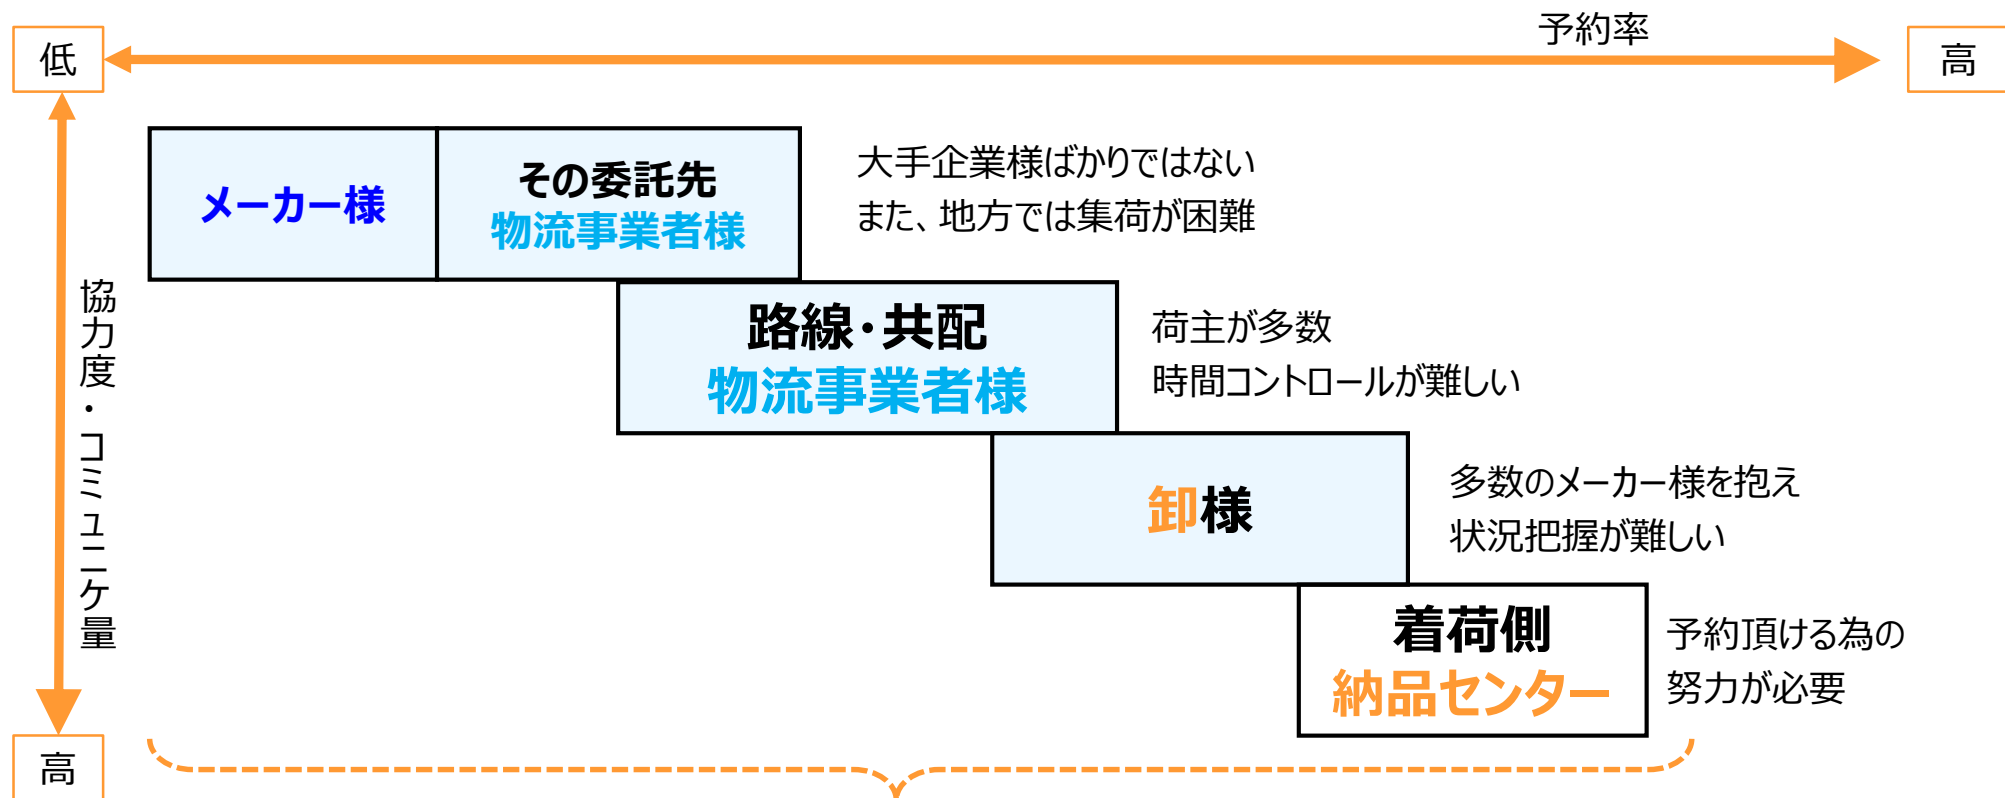 予約率
低
高
メーカー様
その委託先
物流事業者様
大手企業様ばかりではない
また、地方では集荷が困難
協力度・コミュニケ量
路線・共配
物流事業者様
荷主が多数
時間コントロールが難しい
卸様
多数のメーカー様を抱え
状況把握が難しい
着荷側
納品センター
予約頂ける為の
努力が必要
高